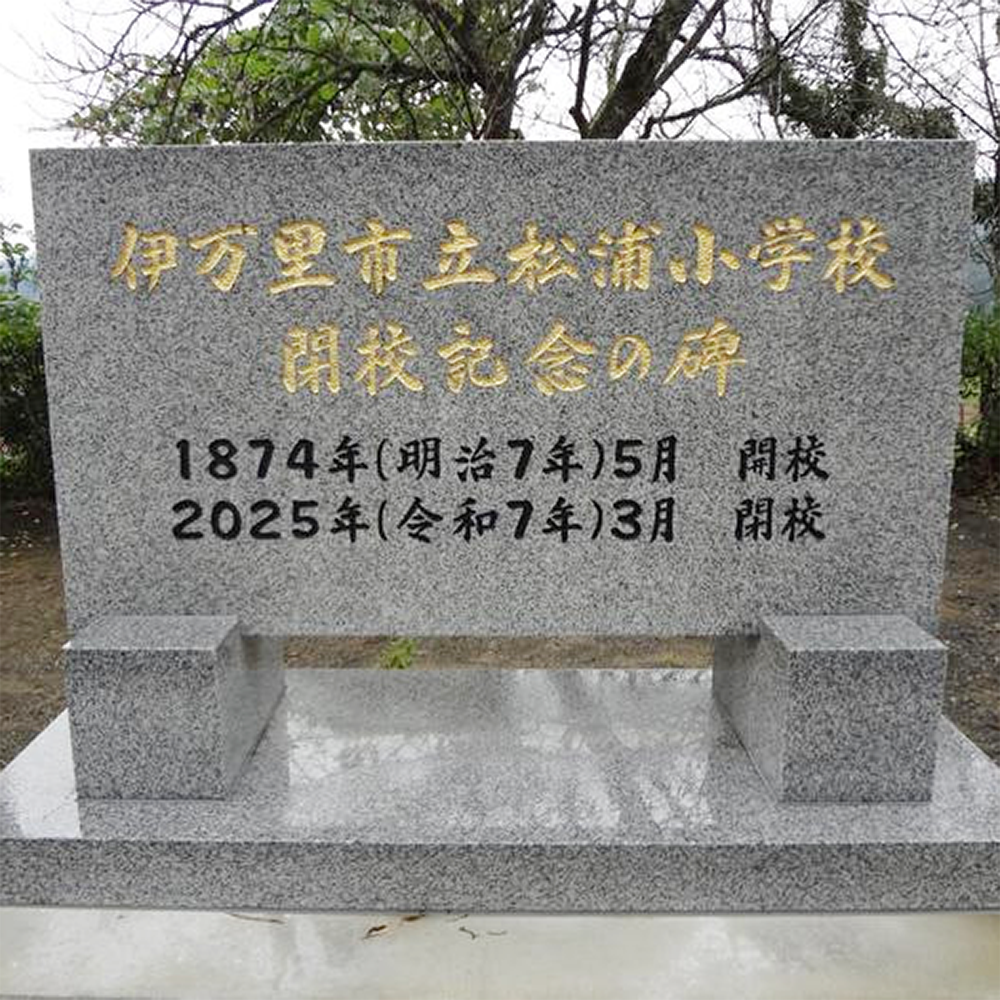 伊万里市立松浦小学校
閉校記念の碑
1874年(明治7年)5月　開校
2025年(令和7年)3月　閉校